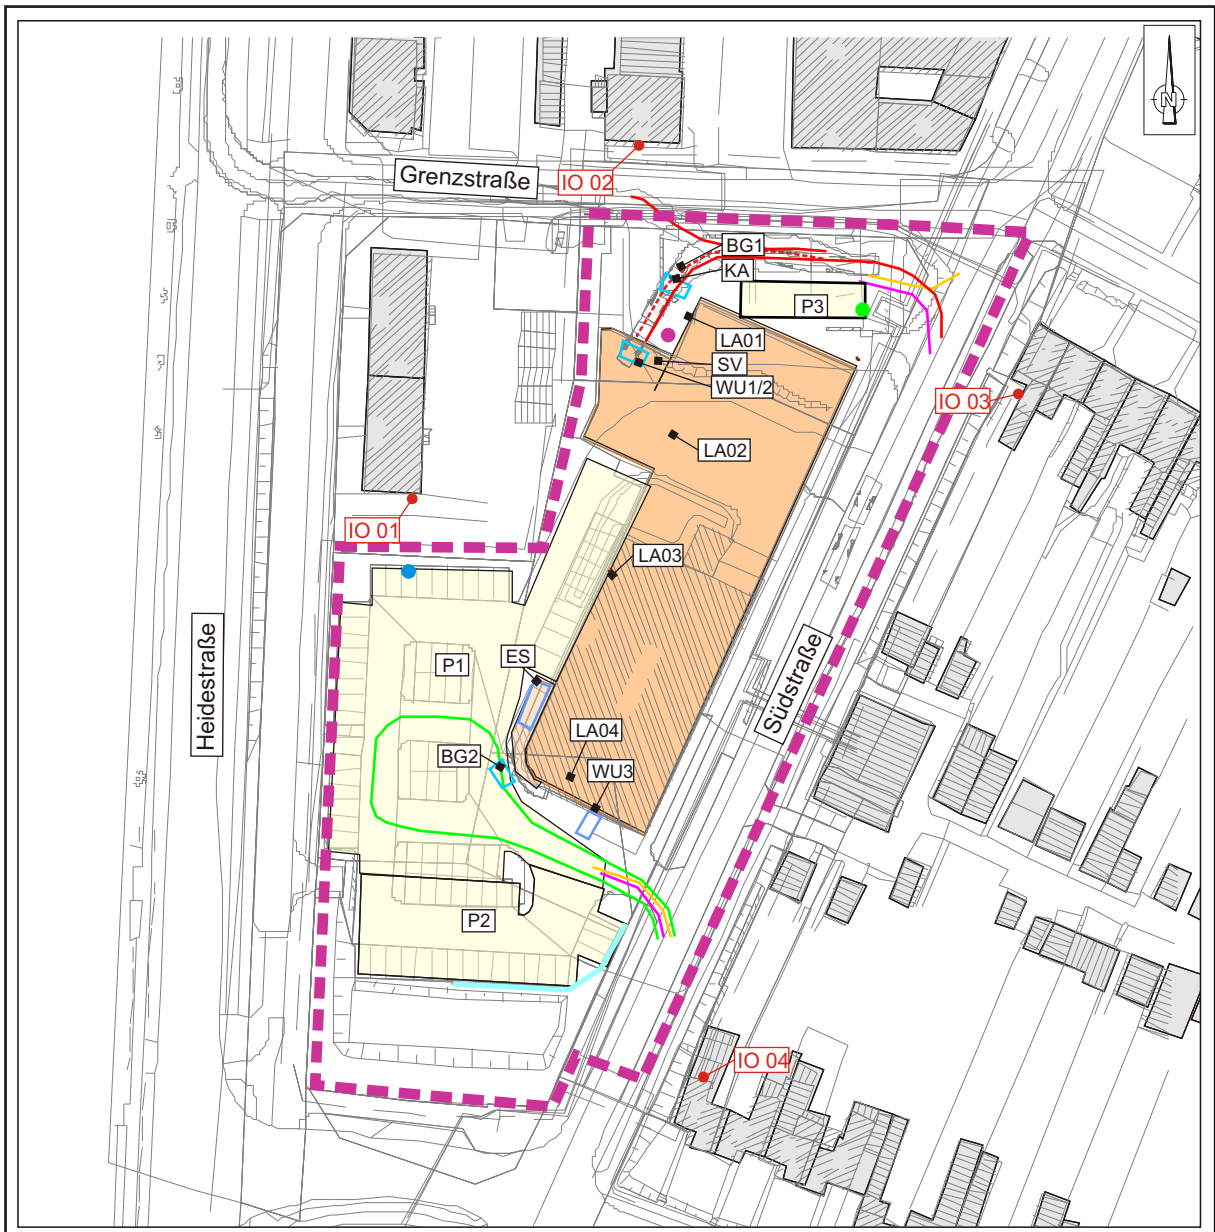 N
Grenzstraße
IO 02
BG1
KA
P3
LA01
SV
WU1/2
IO 03
LA02
IO 01
LA03
Heidestraße
P1
ES
Südstraße
LA04
BG2
WU3
P2
IO 04